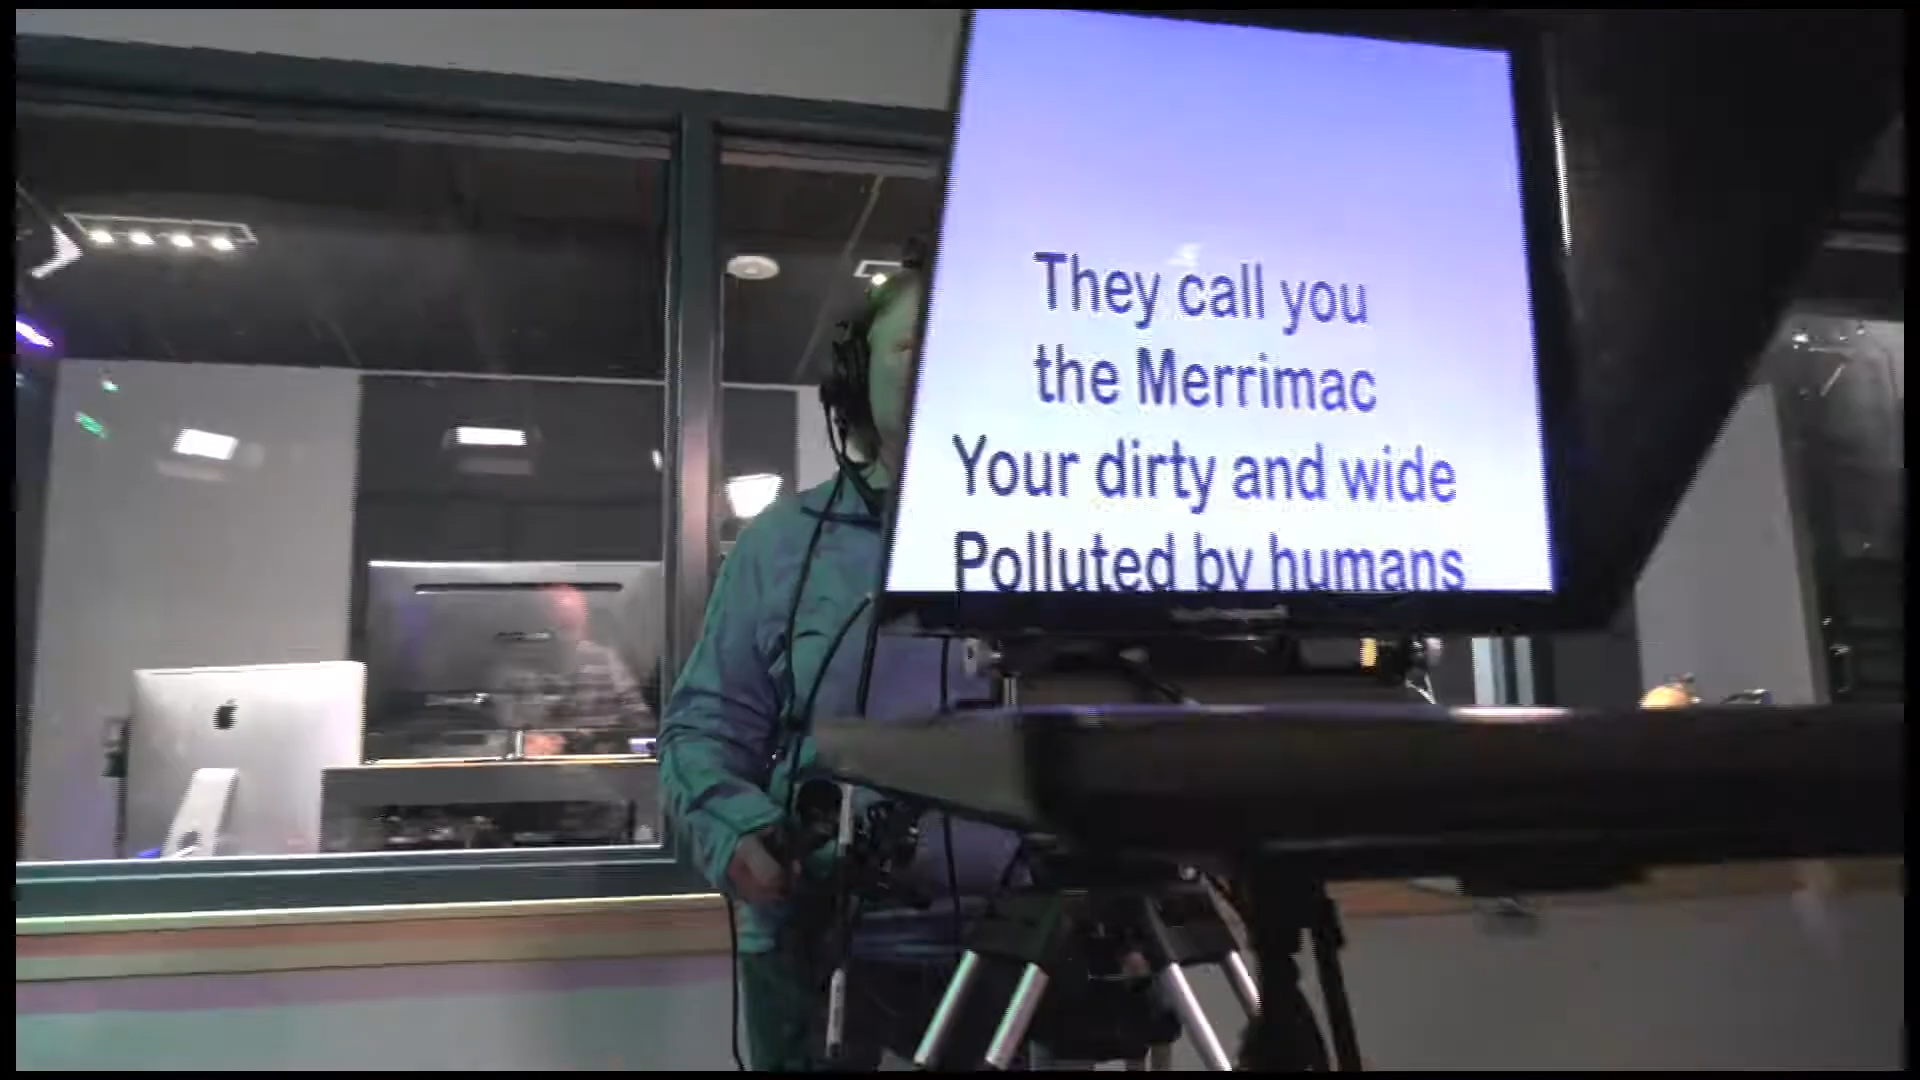 They call you
the Merrimac
Your dirty and wide
Polluted by humans